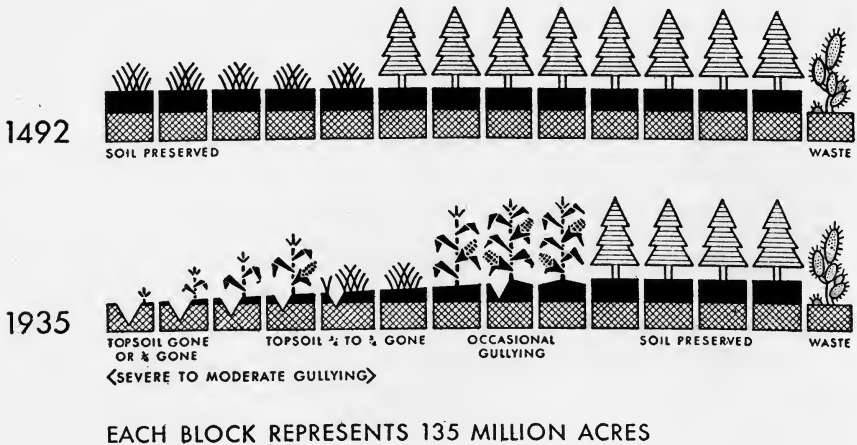 1492
SOIL PRESERVED
WASTE
1935
TOPSOIL GONE
OR ¾ GONE
TOPSOIL ¼ TO ¾ GONE
OCCASIONAL
GULLYING
SOIL PRESERVED
WASTE
<SEVERE TO MODERATE GULLYING>
EACH BLOCK REPRESENTS 135 MILLION ACRES